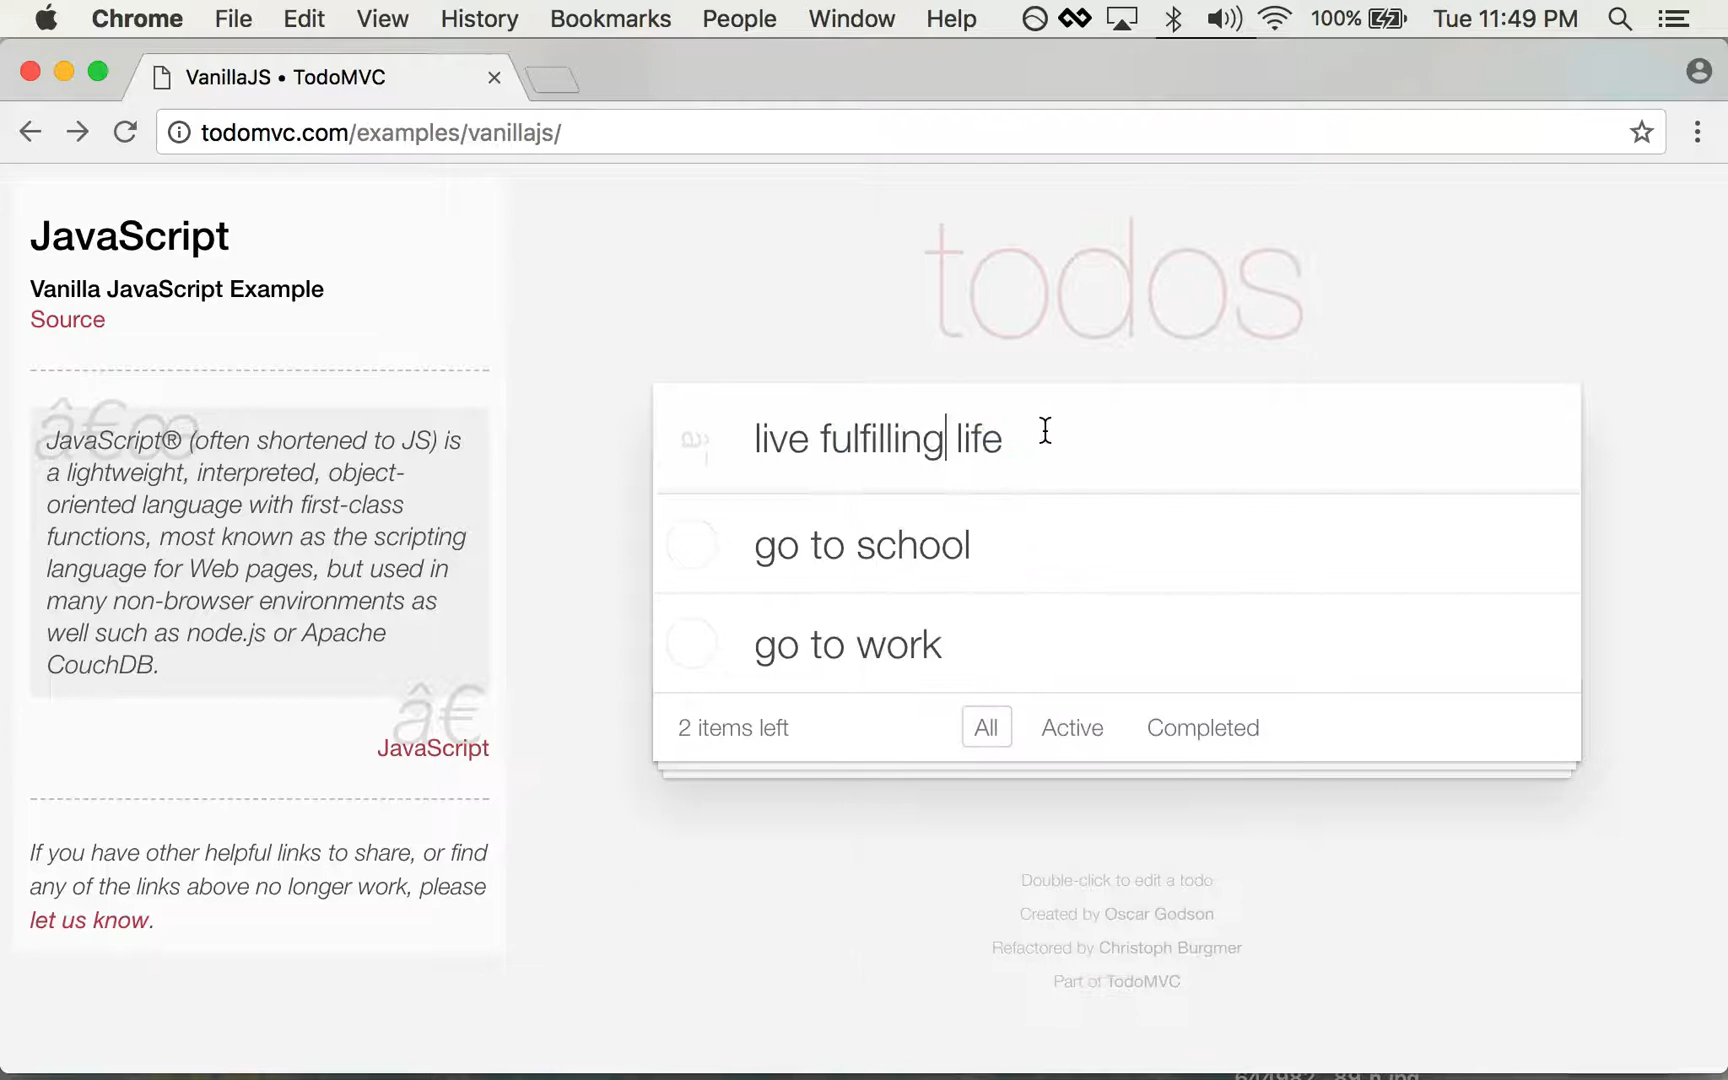 Chrome File Edit View History Bookmarks People Window Help 100% Tue 11:49 PM
VanillaJS • TodoMVC
todomvc.com/examples/vanillajs/
JavaScript
Vanilla JavaScript Example
Source
“
JavaScript® (often shortened to JS) is
a lightweight, interpreted, object-
oriented language with first-class
functions, most known as the scripting
language for Web pages, but used in
many non-browser environments as
well such as node.js or Apache
CouchDB.
â€
JavaScript
If you have other helpful links to share, or find
any of the links above no longer work, please
let us know.
todos
live fulfilling life
go to school
go to work
2 items left All Active Completed
Double-click to edit a todo
Created by Oscar Godson
Refactored by Christoph Burgmer
Part of TodoMVC